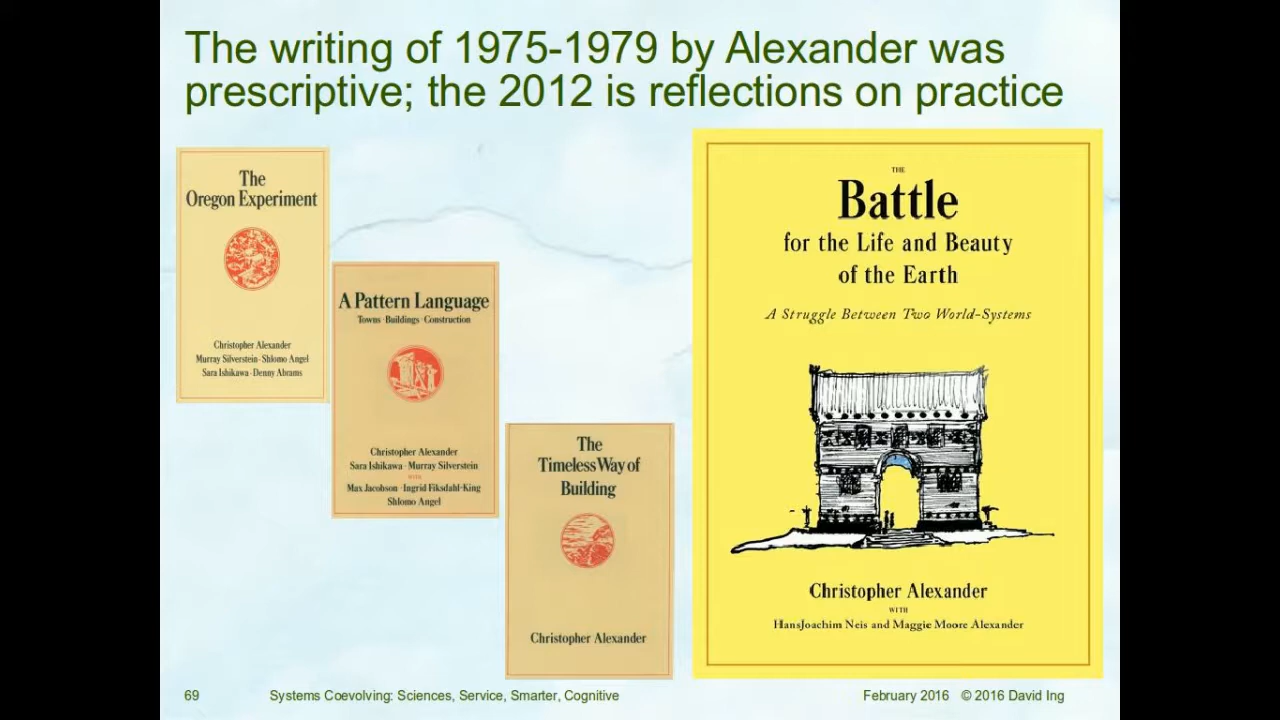 The writing of 1975-1979 by Alexander was
prescriptive; the 2012 is reflections on practice
The
Oregon Experiment
Christopher Alexander
Murray Silverstein · Shlomo Angel
Sara Ishikawa · Denny Abrams
A Pattern Language
Towns · Buildings · Construction
Christopher Alexander
Sara Ishikawa · Murray Silverstein
WITH
Max Jacobson · Ingrid Fiksdahl-King
Shlomo Angel
The
Timeless Way of
Building
Christopher Alexander
THE
Battle
for the Life and Beauty
of the Earth
A Struggle Between Two World-Systems
Christopher Alexander
WITH
HansJoachim Neis and Maggie Moore Alexander
69
Systems Coevolving: Sciences, Service, Smarter, Cognitive
February 2016 © 2016 David Ing